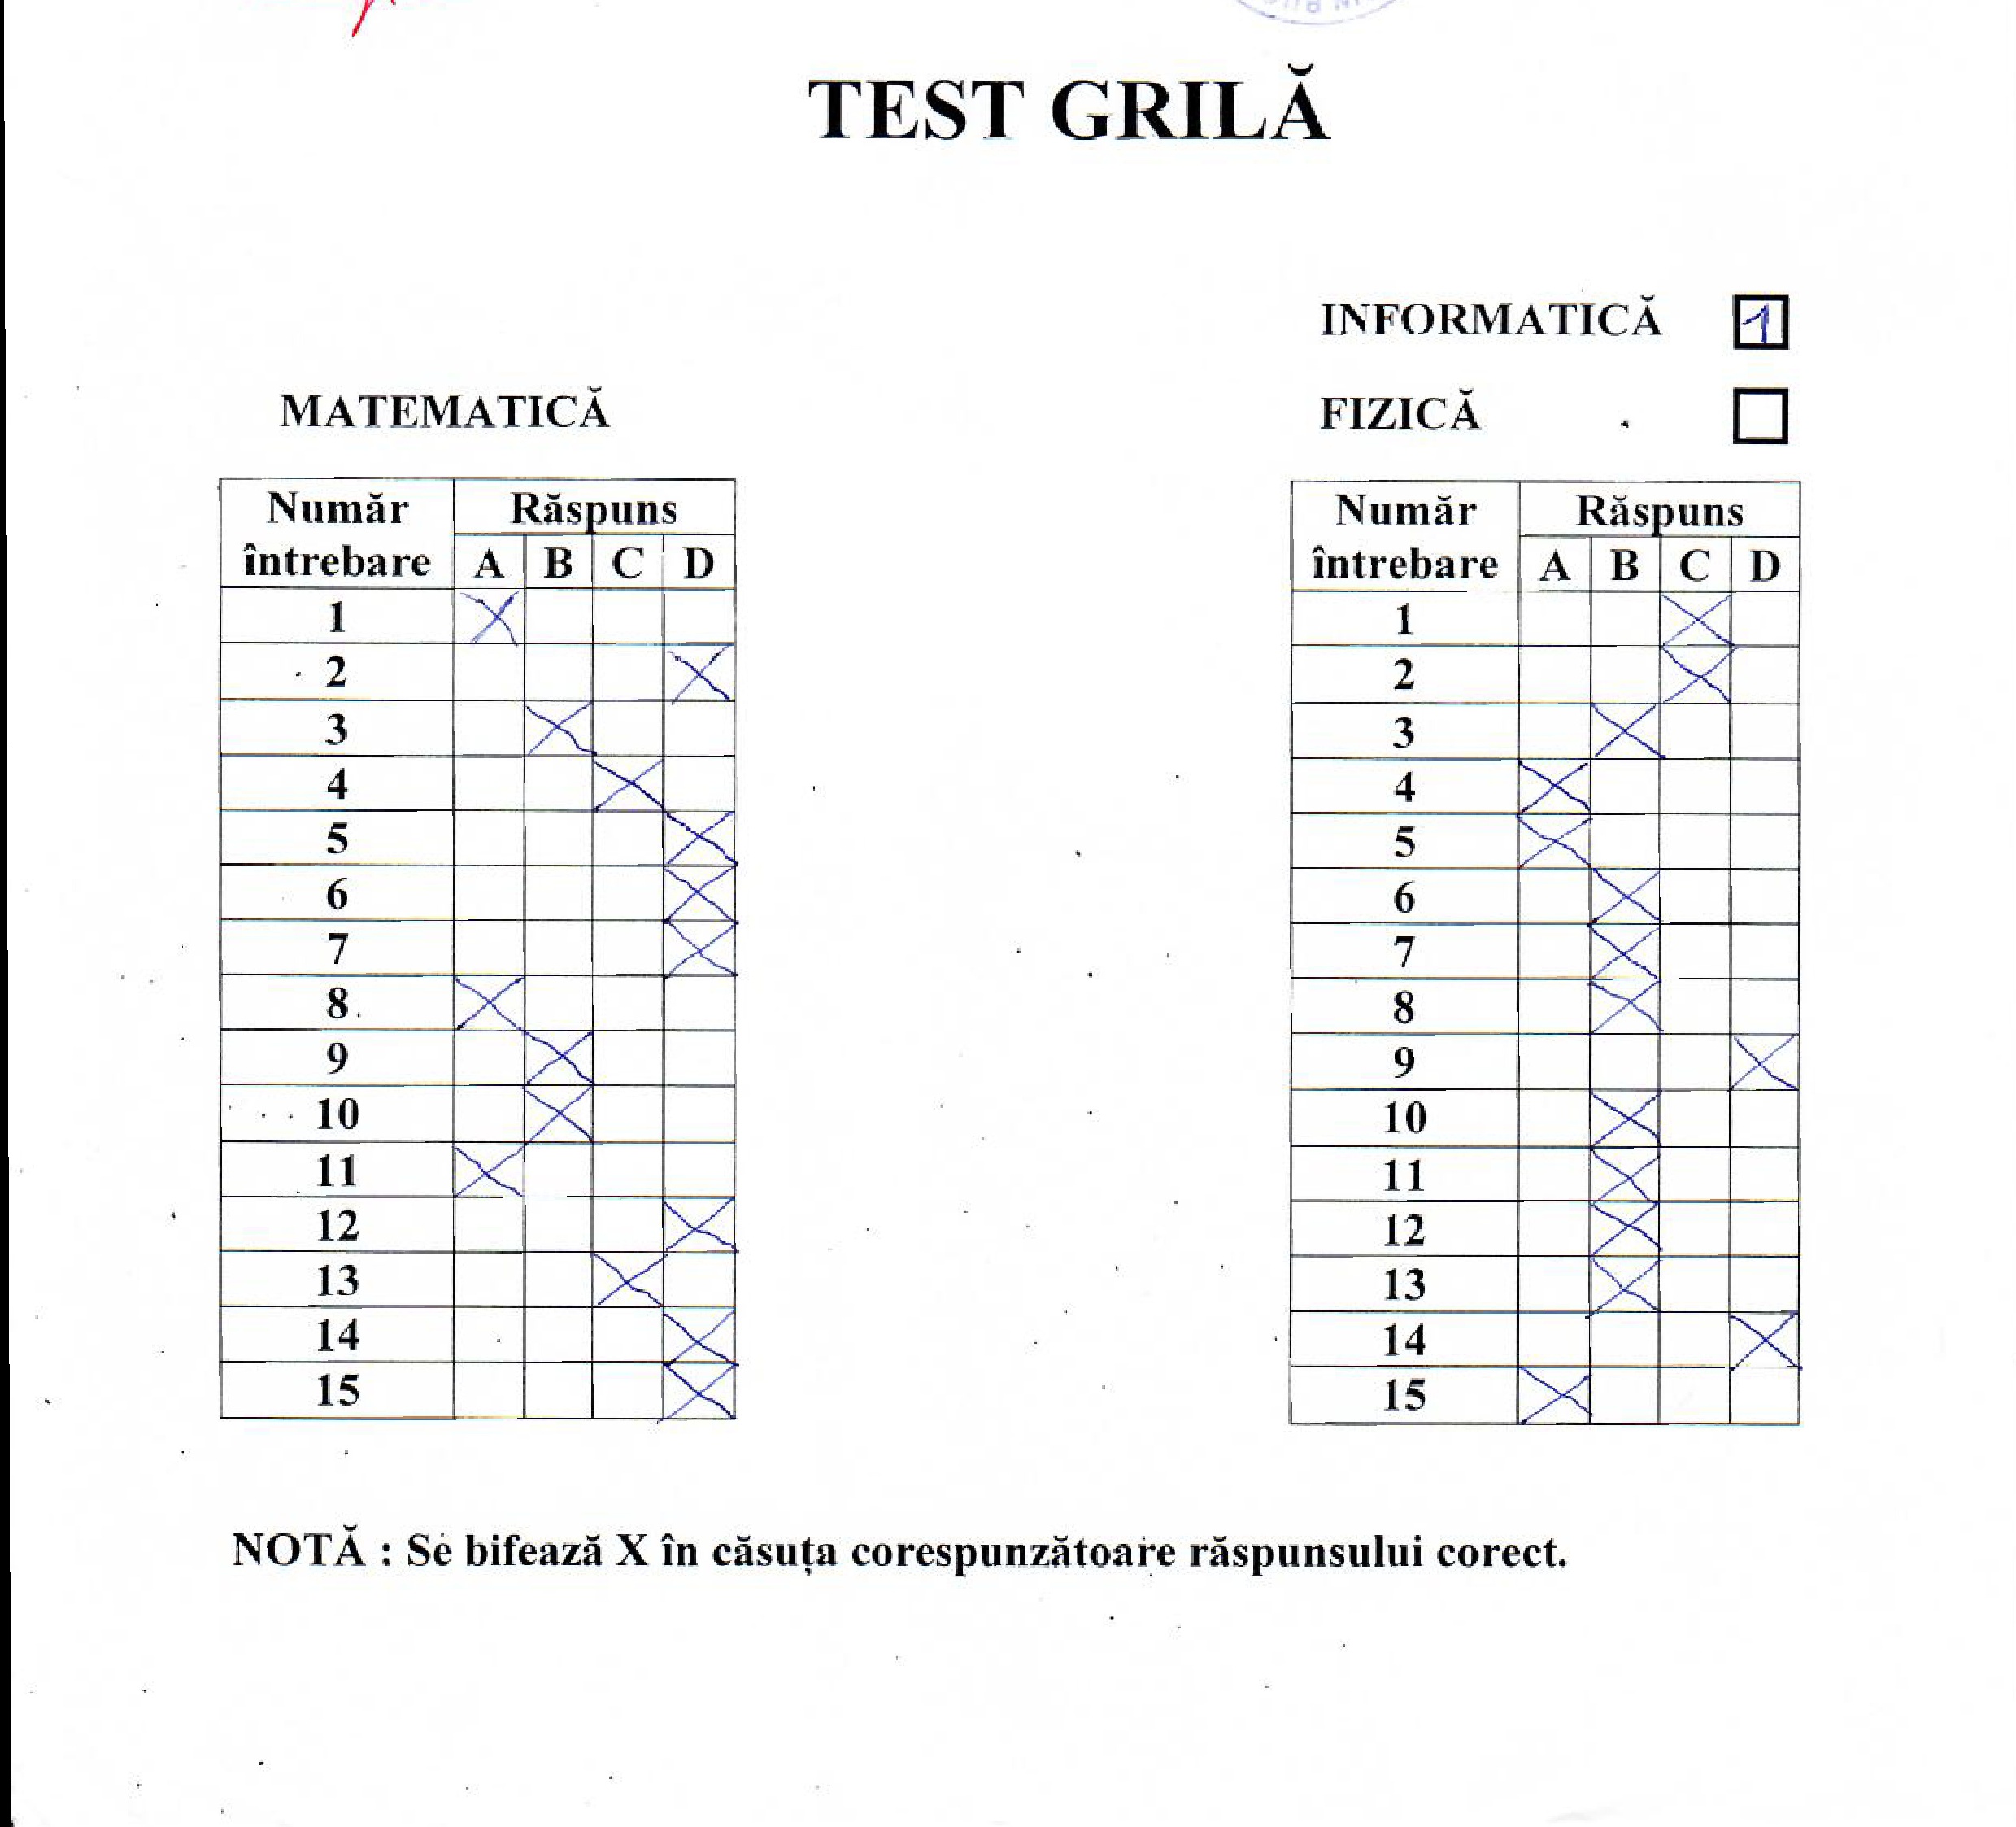 TEST GRILĂ
INFORMATICĂ 1
MATEMATICĂ
FIZICĂ
Număr întrebare Răspuns
A B C D
1 X
2 X
3 X
4 X
5 X
6 X
7 X
8 X
9 X
10 X
11 X
12 X
13 X
14 X
15 X
Număr întrebare Răspuns
A B C D
1 X
2 X
3 X
4 X
5 X
6 X
7 X
8 X
9 X
10 X
11 X
12 X
13 X
14 X
15 X
NOTĂ : Se bifează X în căsuța corespunzătoare răspunsului corect.